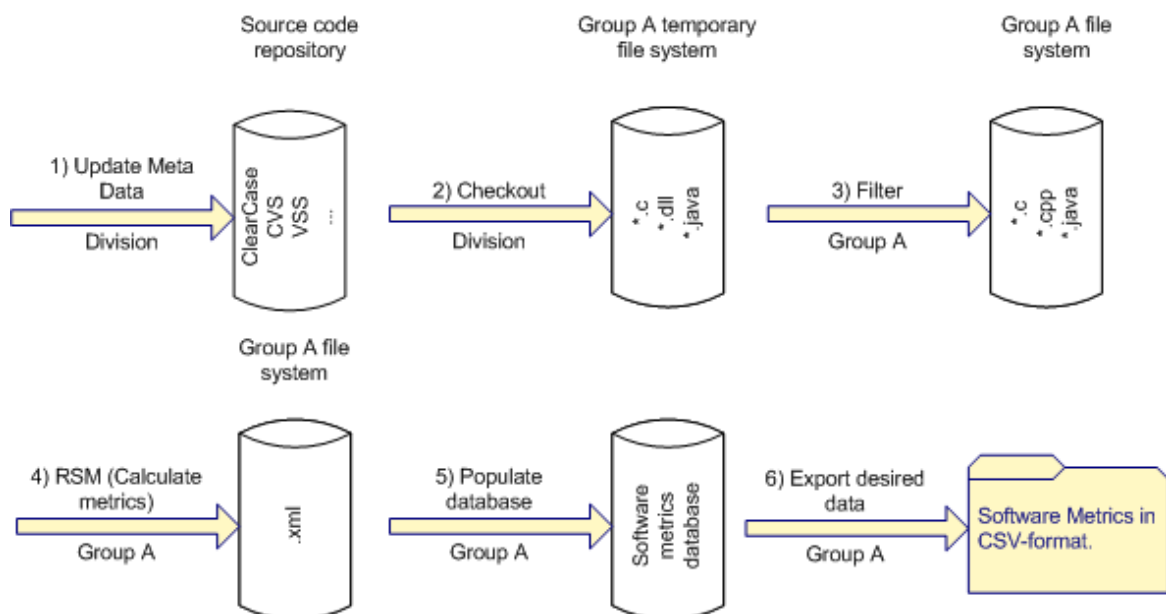 Source code
repository
Group A temporary
file system
Group A file
system
1) Update Meta
Data
Division
ClearCase
CVS
VSS
...
2) Checkout
Division
*.c
*.dll
*.java
3) Filter
Group A
*.c
*.cpp
*.java
Group A file
system
4) RSM (Calculate
metrics)
Group A
.xml
5) Populate
database
Group A
Software
metrics
database
6) Export desired
data
Group A
Software Metrics in
CSV-format.